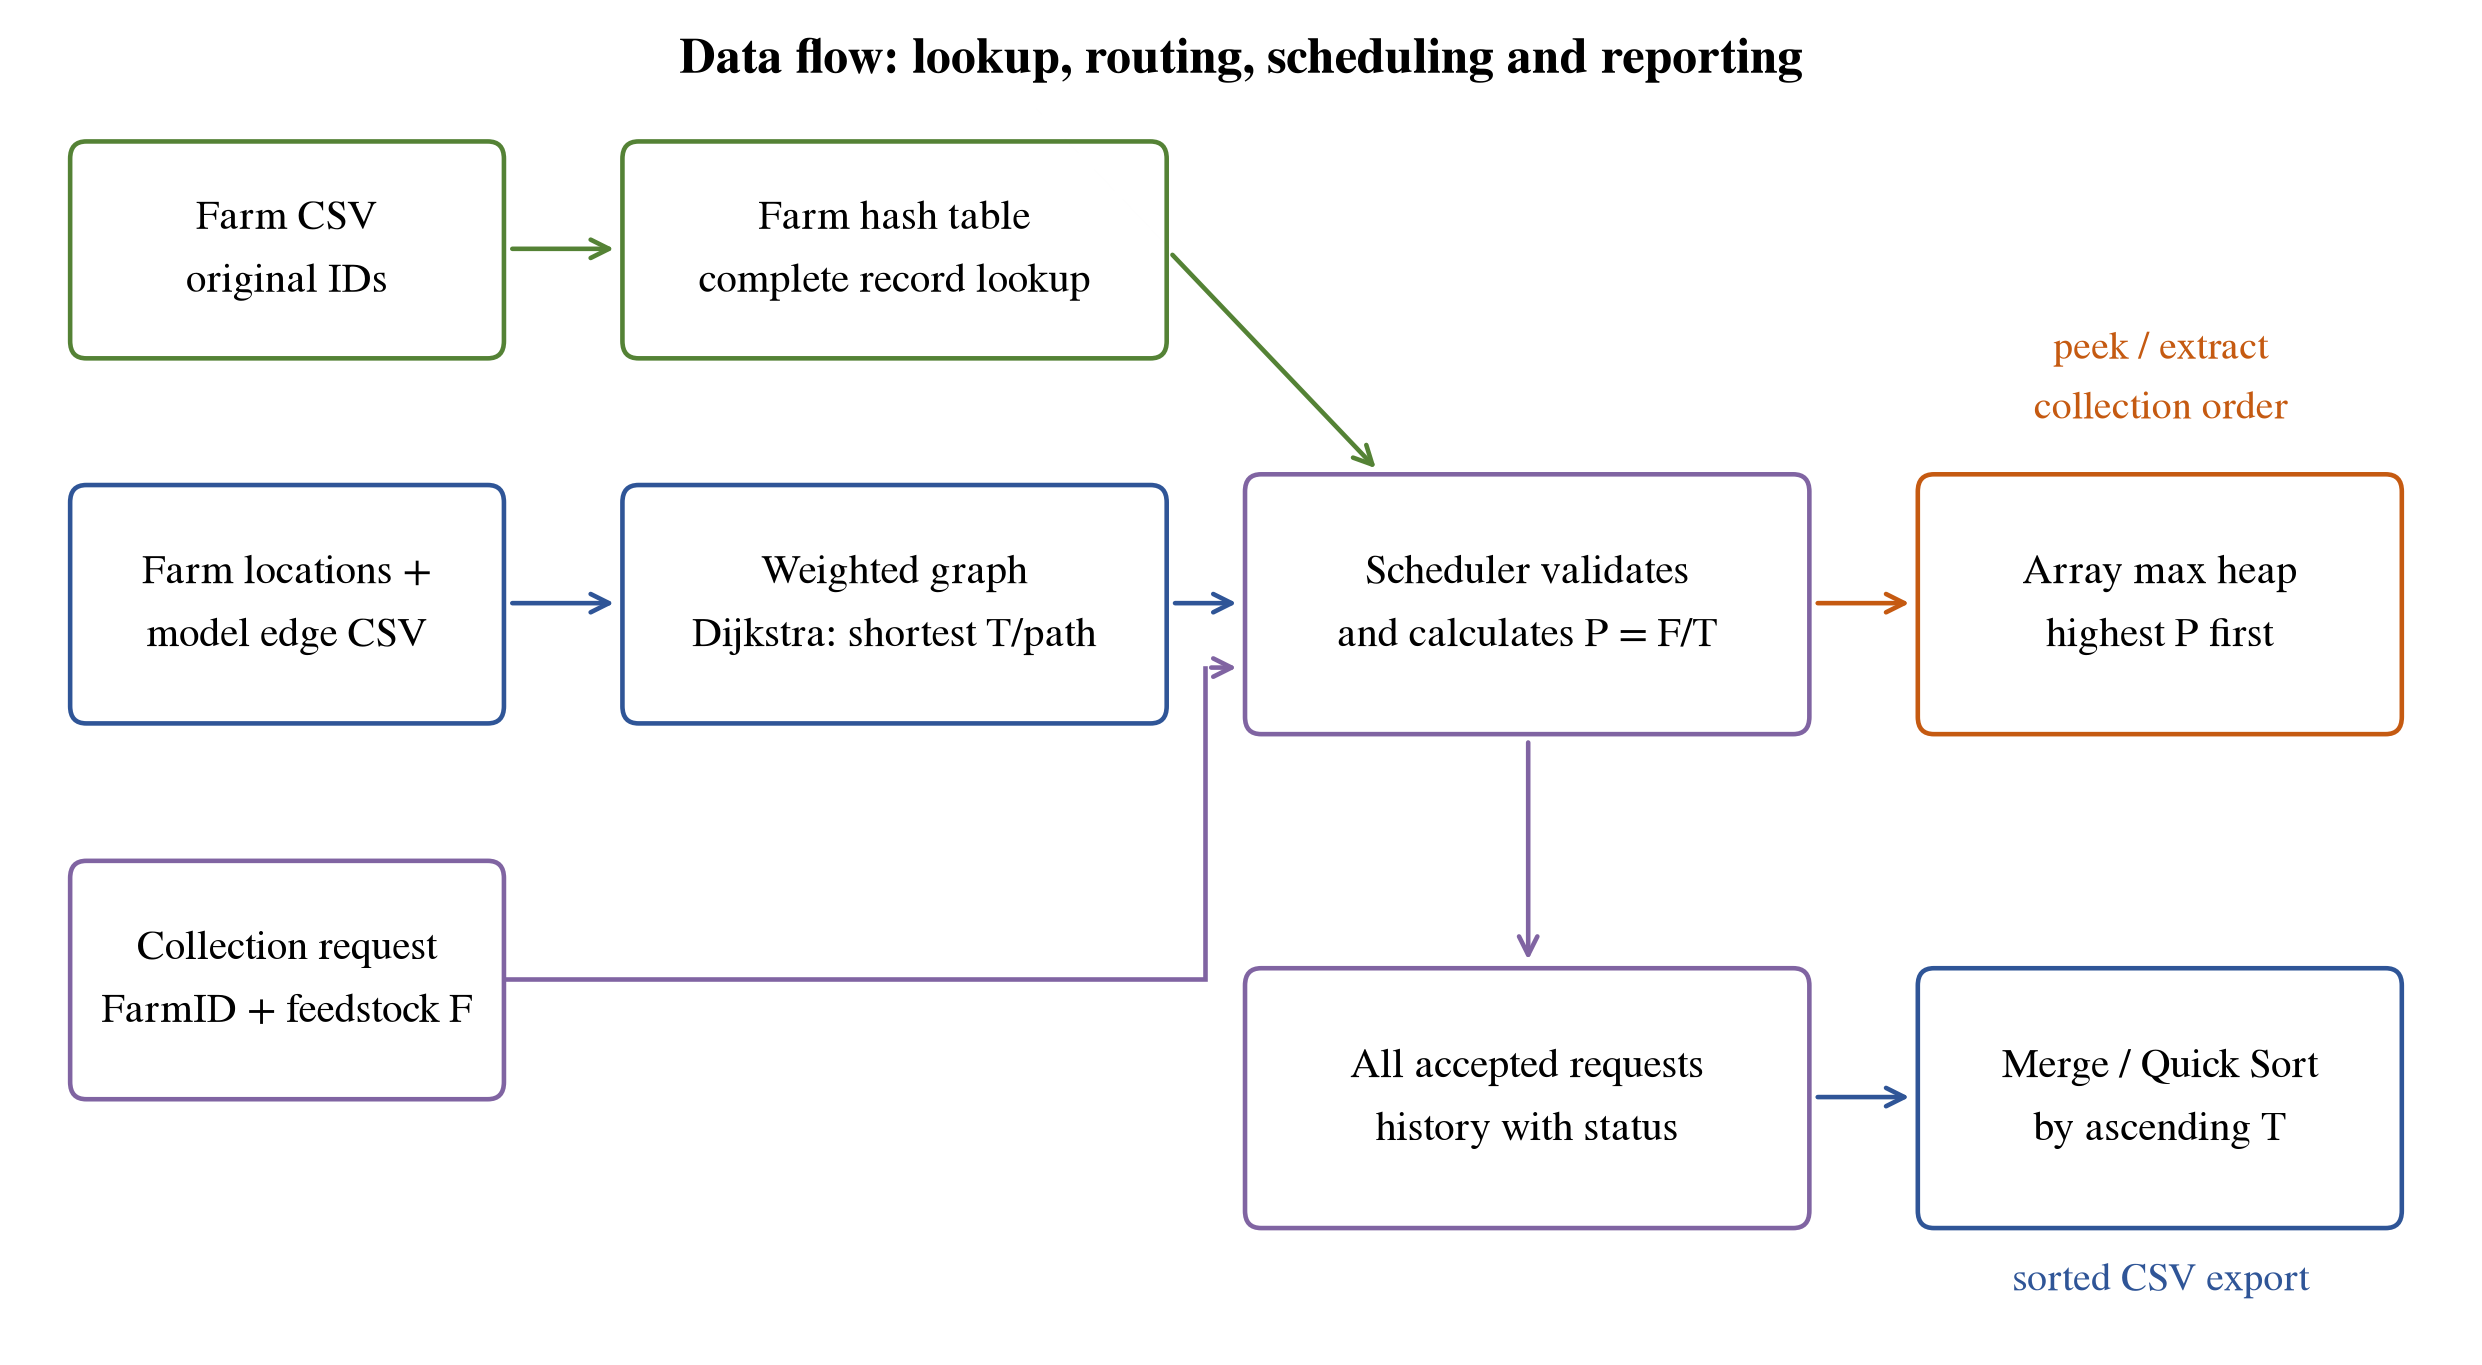 Data flow: lookup, routing, scheduling and reporting
Farm CSV
original IDs
Farm hash table
complete record lookup
peek / extract
collection order
Farm locations +
model edge CSV
Weighted graph
Dijkstra: shortest T/path
Scheduler validates
and calculates P = F/T
Array max heap
highest P first
Collection request
FarmID + feedstock F
All accepted requests
history with status
Merge / Quick Sort
by ascending T
sorted CSV export